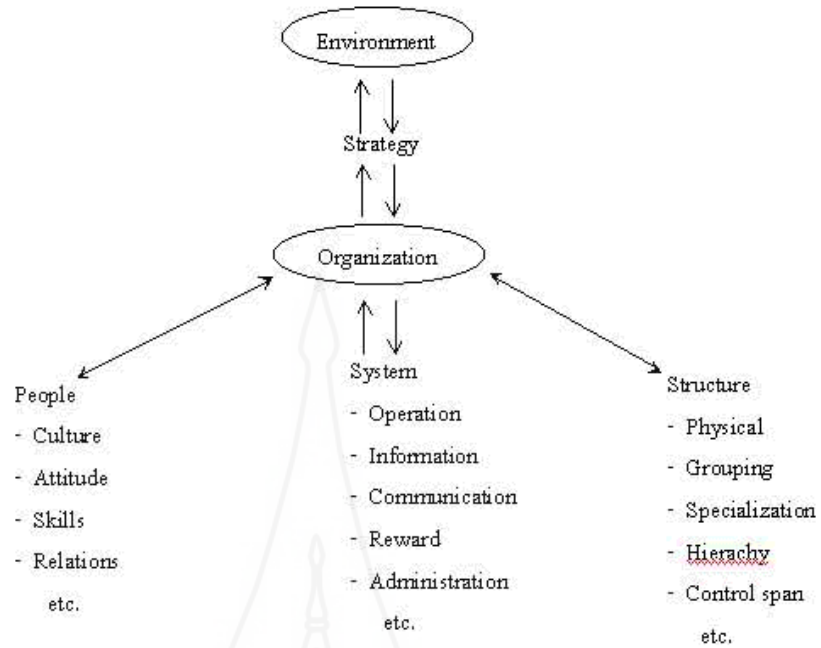 Environment
Strategy
Organization
People
- Culture
- Attitude
- Skills
- Relations
etc.
System
- Operation
- Information
- Communication
- Reward
- Administration
etc.
Structure
- Physical
- Grouping
- Specialization
- Hierachy
- Control span
etc.